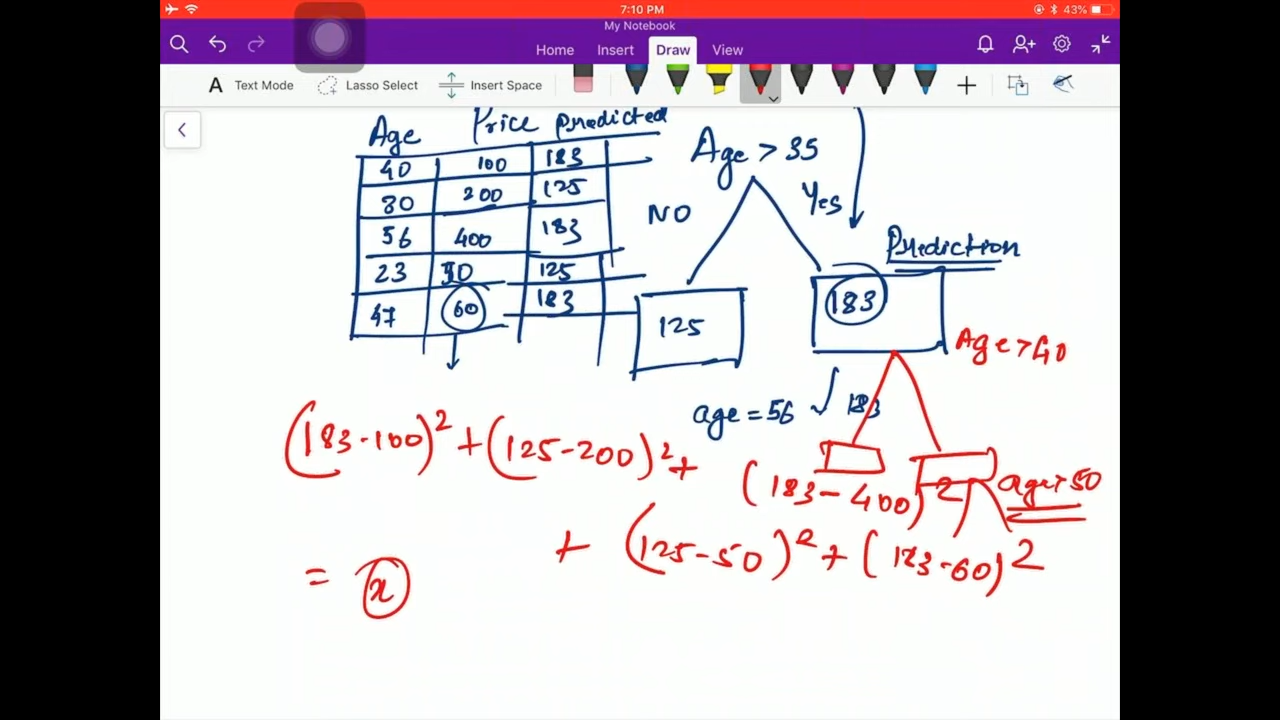 7:10 PM
43%
My Notebook
Home Insert Draw View
A Text Mode Lasso Select Insert Space
Age Price Predicted
40 100 183
80 200 125
56 400 183
23 50 125
47 60 183
Age > 35
NO Yes
Prediction
125 183
Age > 40
age = 56 √ 183
(183-100)² + (125-200)² +
(183-400)² age > 50
+ (125-50)² + (183-60)²
= x